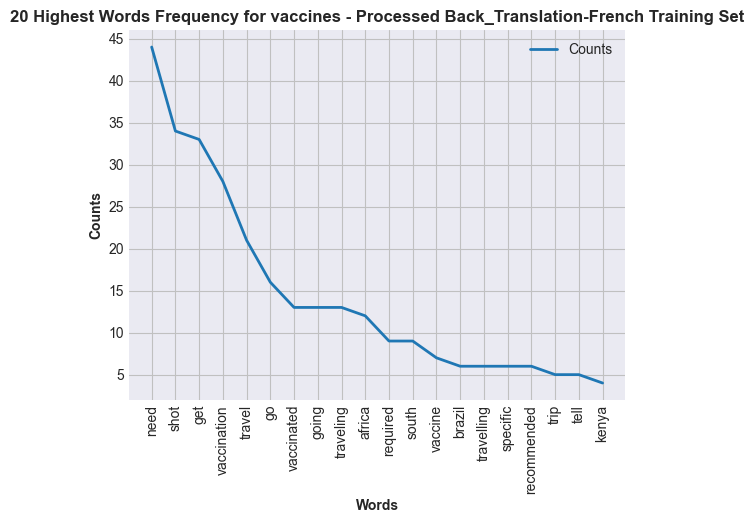 20 Highest Words Frequency for vaccines - Processed Back_Translation-French Training Set
Counts
45
40
35
30
25
20
15
10
5
Counts
need
shot
get
vaccination
travel
go
vaccinated
going
traveling
africa
required
south
vaccine
brazil
travelling
specific
recommended
trip
tell
kenya
Words